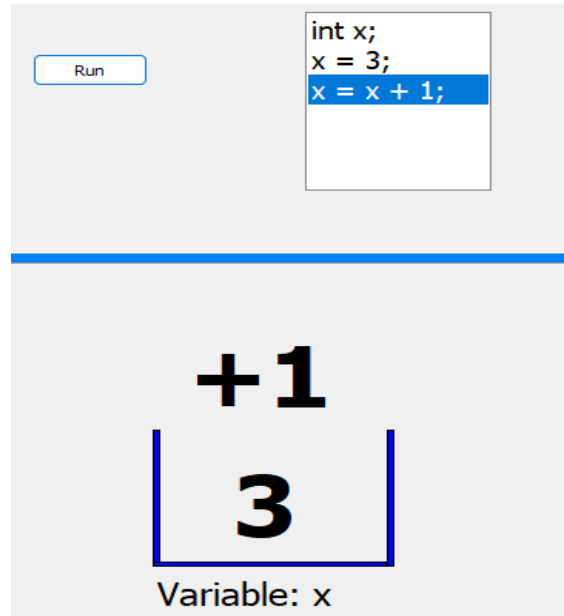 Run
int x;
x = 3;
x = x + 1;
+1
3
Variable: x